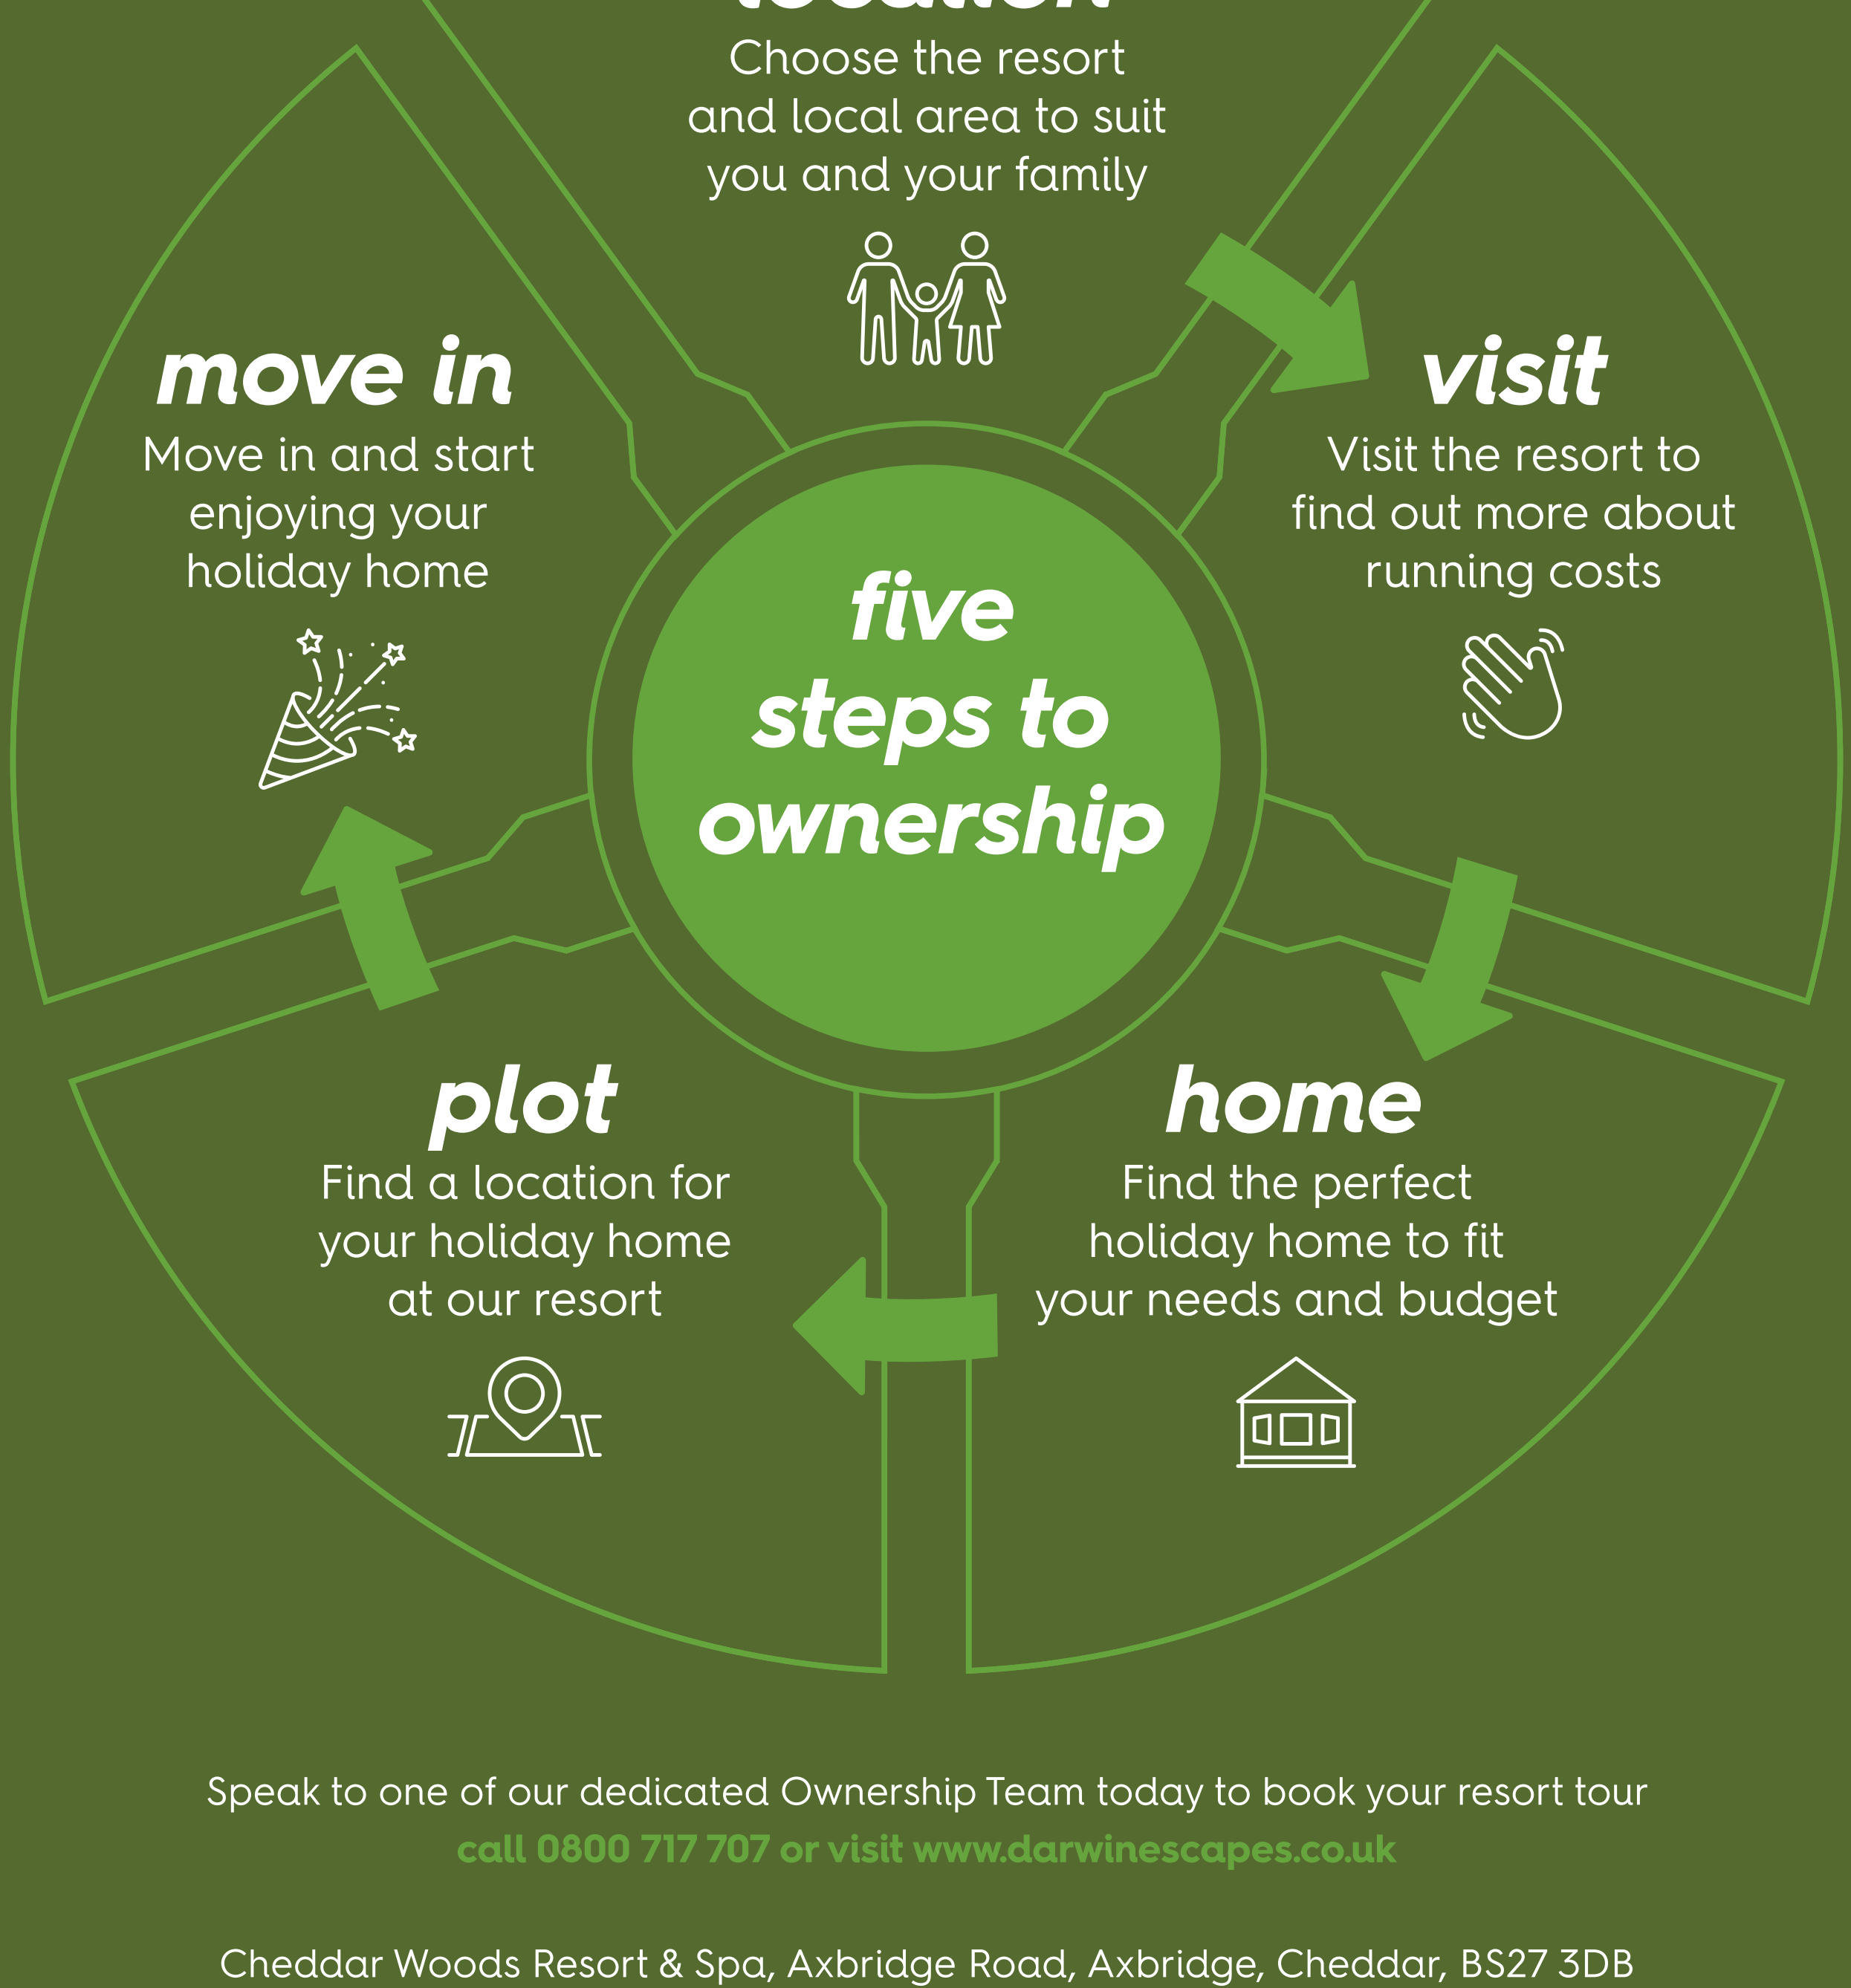 location
Choose the resort
and local area to suit
you and your family
visit
Visit the resort to
find out more about
running costs
home
Find the perfect
holiday home to fit
your needs and budget
plot
Find a location for
your holiday home
at our resort
move in
Move in and start
enjoying your
holiday home
five
steps to
ownership
Speak to one of our dedicated Ownership Team today to book your resort tour
call 0800 717 707 or visit www.darwinescapes.co.uk
Cheddar Woods Resort & Spa, Axbridge Road, Axbridge, Cheddar, BS27 3DB